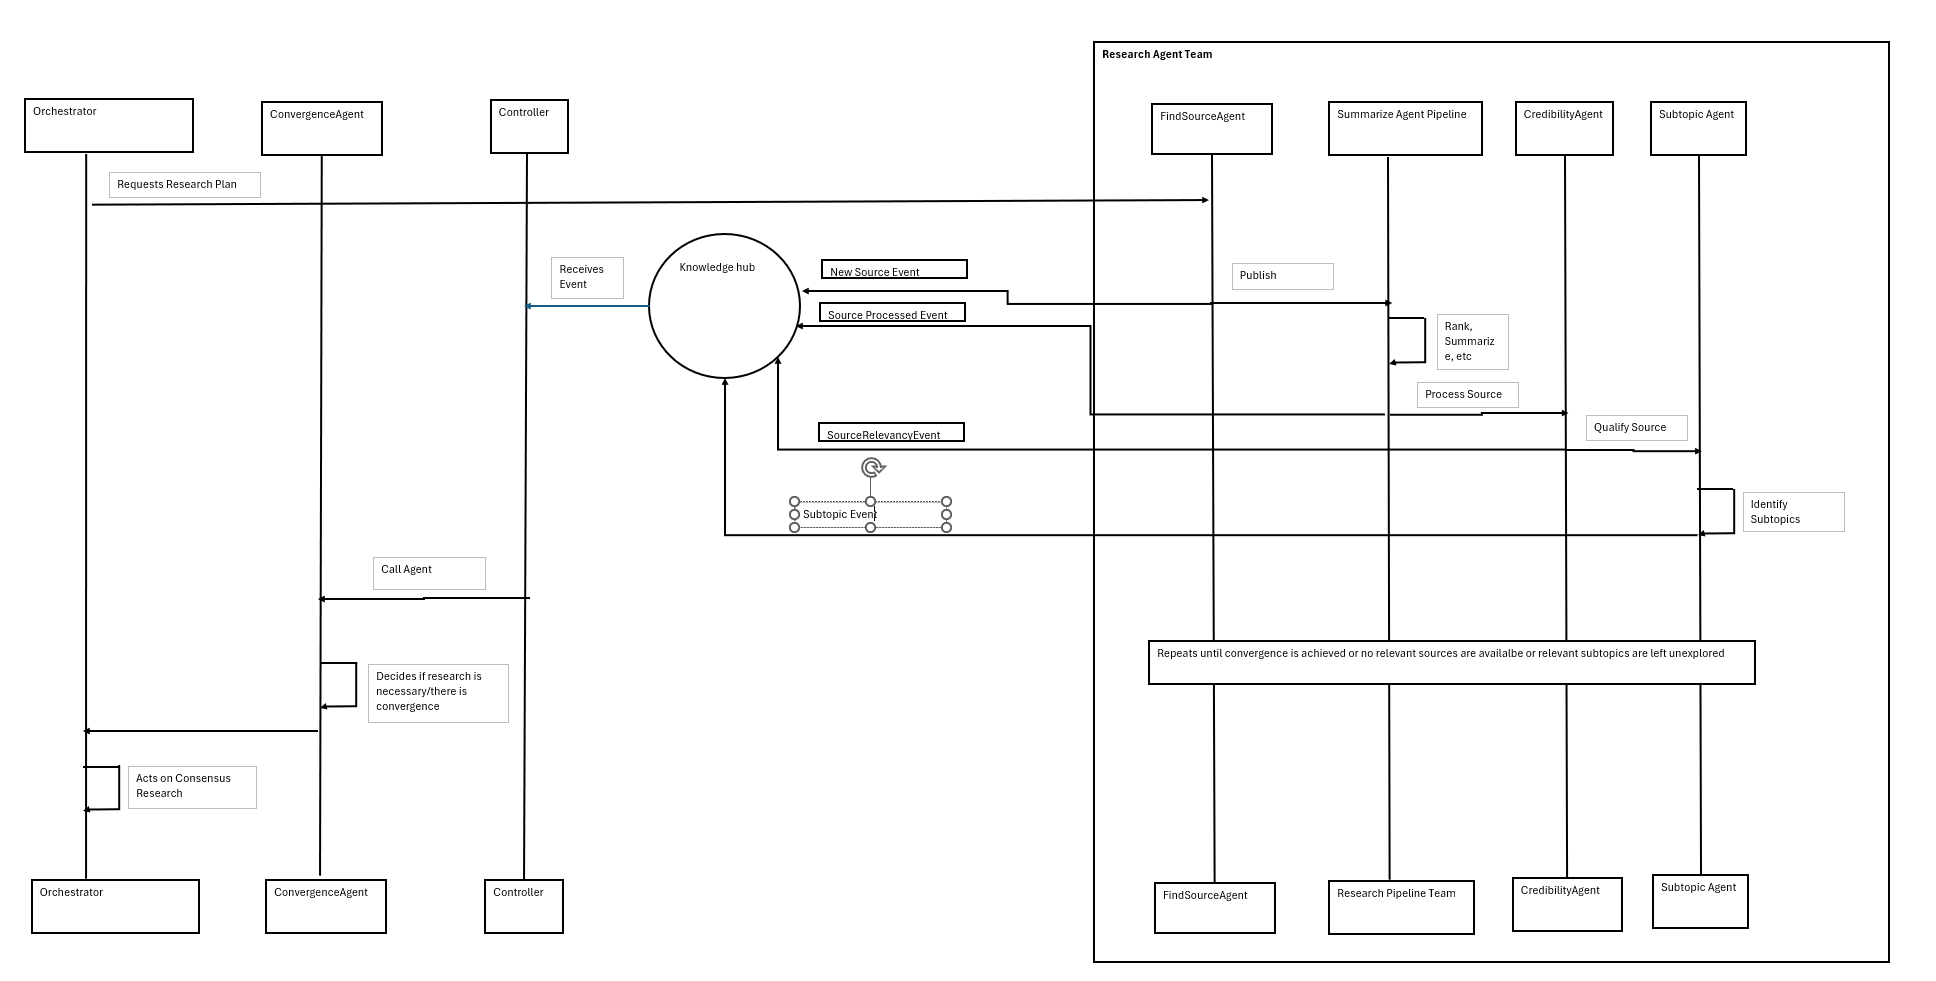 Research Agent Team
Orchestrator
ConvergenceAgent
Controller
FindSourceAgent
Summarize Agent Pipeline
CredibilityAgent
Subtopic Agent
Requests Research Plan
Receives
Event
Knowledge hub
New Source Event
Publish
Source Processed Event
Rank,
Summariz
e, etc
Process Source
SourceRelevancyEvent
Qualify Source
Subtopic Event
Identify
Subtopics
Call Agent
Repeats until convergence is achieved or no relevant sources are availalbe or relevant subtopics are left unexplored
Decides if research is
necessary/there is
convergence
Acts on Consensus
Research
Orchestrator
ConvergenceAgent
Controller
FindSourceAgent
Research Pipeline Team
CredibilityAgent
Subtopic Agent